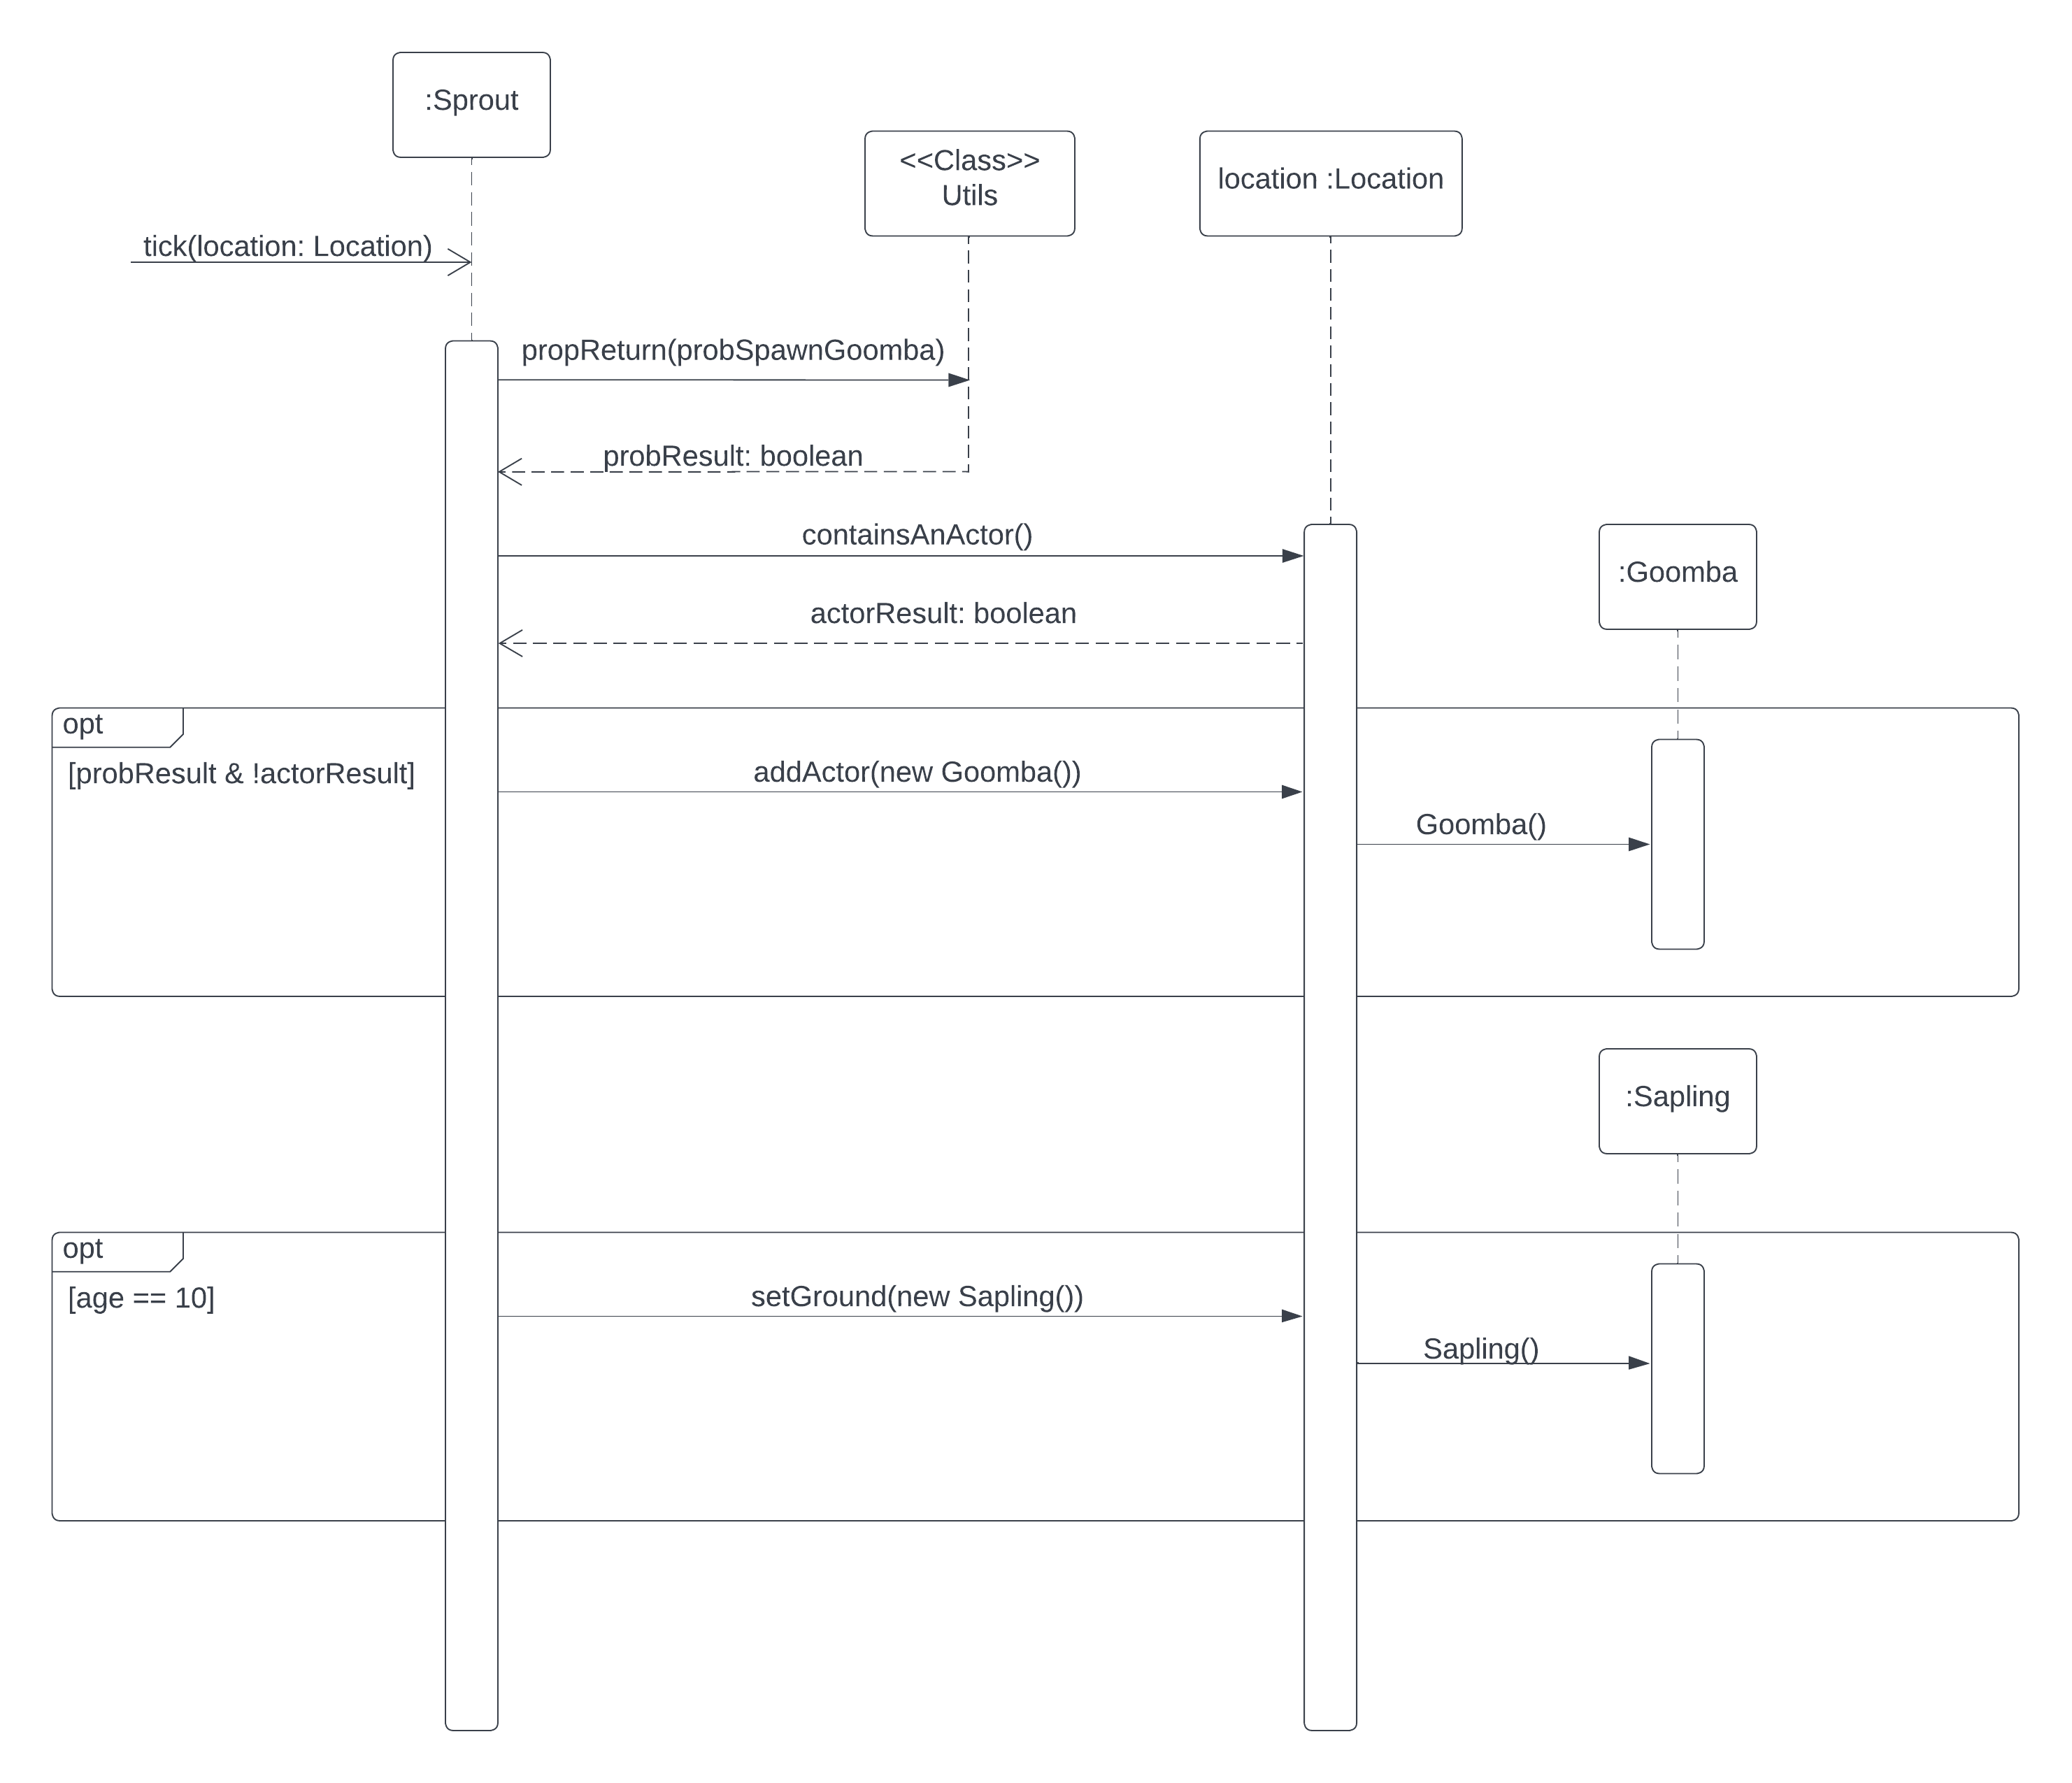 :Sprout
<<Class>>
Utils
location :Location
tick(location: Location)
propReturn(probSpawnGoomba)
probResult: boolean
containsAnActor()
:Goomba
actorResult: boolean
opt
[probResult & !actorResult]
addActor(new Goomba())
Goomba()
:Sapling
opt
[age == 10]
setGround(new Sapling())
Sapling()